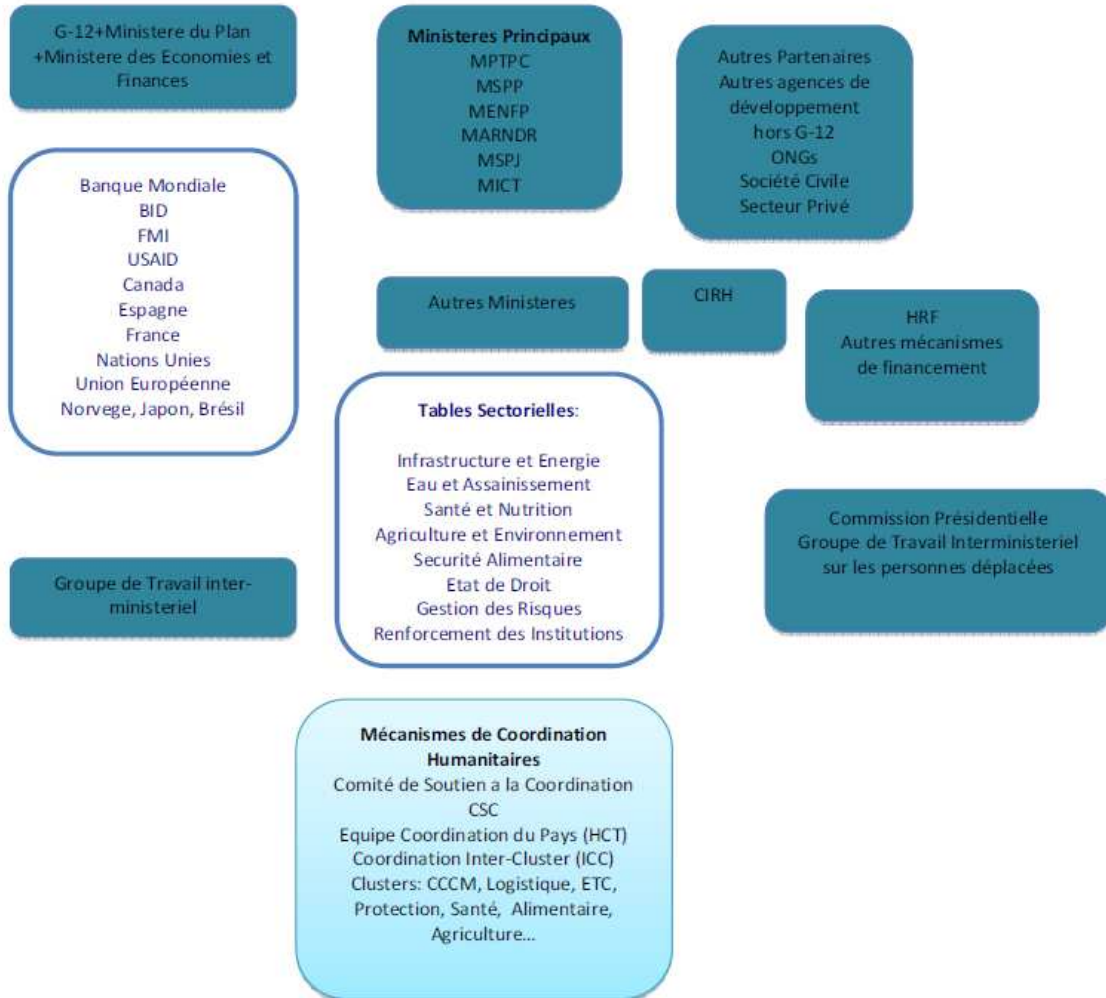 G-12+Ministere du Plan
+Ministere des Economies et
Finances
Ministeres Principaux
MPTPC
MSPP
MENFP
MARNDR
MSPJ
MICT
Autres Partenaires
Autres agences de
développement
hors G-12
ONGs
Société Civile
Secteur Privé
Banque Mondiale
BID
FMI
USAID
Canada
Espagne
France
Nations Unies
Union Européenne
Norvege, Japon, Brésil
Autres Ministeres
CIRH
HRF
Autres mécanismes
de financement
Tables Sectorielles:
Infrastructure et Energie
Eau et Assainissement
Santé et Nutrition
Agriculture et Environnement
Securité Alimentaire
Etat de Droit
Gestion des Risques
Renforcement des Institutions
Commission Présidentielle
Groupe de Travail Interministeriel
sur les personnes déplacées
Groupe de Travail inter-
ministeriel
Mécanismes de Coordination
Humanitaires
Comité de Soutien a la Coordination
CSC
Equipe Coordination du Pays (HCT)
Coordination Inter-Cluster (ICC)
Clusters: CCCM, Logistique, ETC,
Protection, Santé, Alimentaire,
Agriculture...